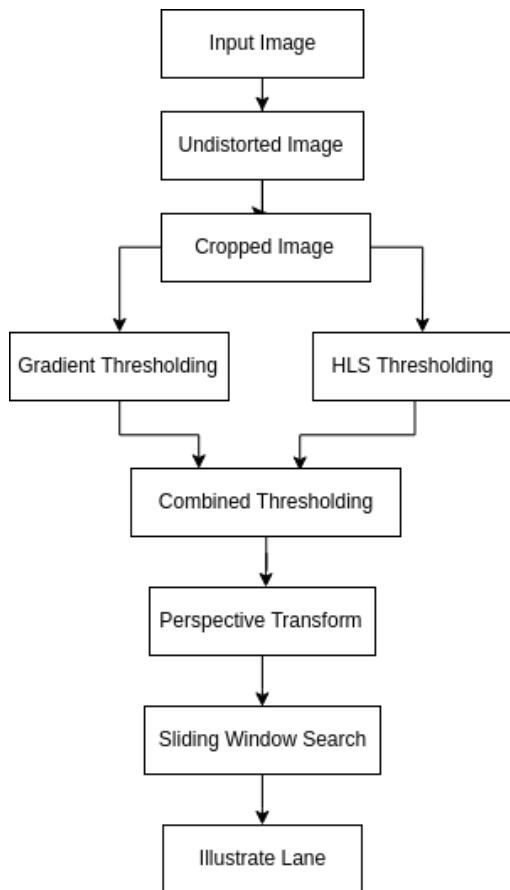 Input Image
Undistorted Image
Cropped Image
Gradient Thresholding
HLS Thresholding
Combined Thresholding
Perspective Transform
Sliding Window Search
Illustrate Lane